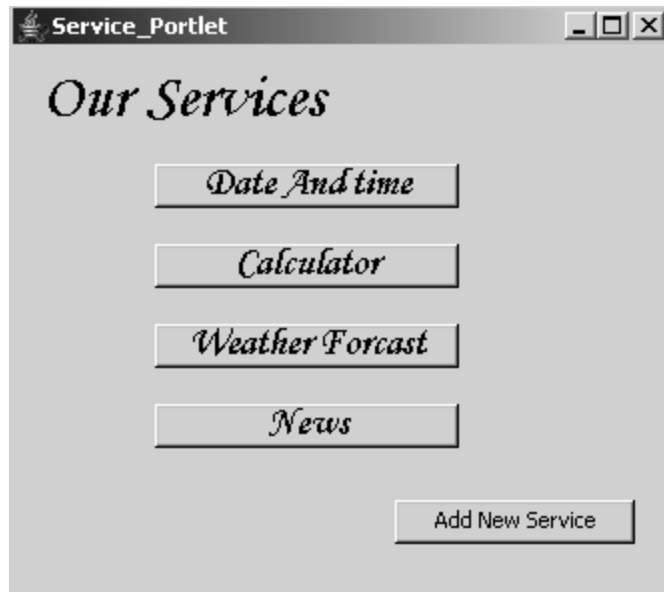 Service_Portlet
Our Services
Date And time
Calculator
Weather Forcast
News
Add New Service